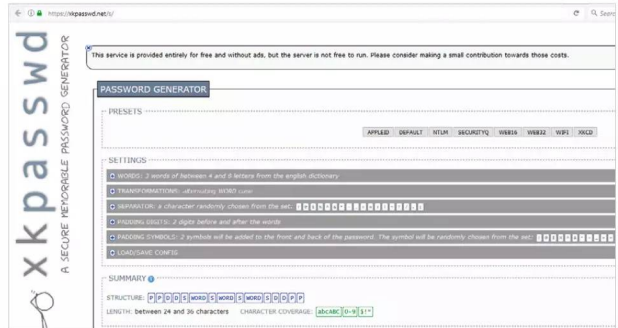 https://xkpasswd.net/s/
Searc
xkpasswd
A SECURE MEMORABLE PASSWORD GENERATOR
This service is provided entirely for free and without ads, but the server is not free to run. Please consider making a small contribution towards those costs.
PASSWORD GENERATOR
PRESETS
APPLEID DEFAULT NTLM SECURITYQ WEB16 WEB32 WIFI XKCD
SETTINGS
WORDS: 3 words of between 4 and 8 letters from the english dictionary
TRANSFORMATIONS: alternating WORD case
SEPARATOR: a character randomly chosen from the set:
PADDING DIGITS: 2 digits before and after the words
PADDING SYMBOLS: 2 symbols will be added to the front and back of the password. The symbol will be randomly chosen from the set:
LOAD/SAVE CONFIG
SUMMARY
STRUCTURE: P P D D S WORD S WORD S WORD S D D P P
LENGTH: between 24 and 36 characters CHARACTER COVERAGE: abcABC 0-9 $!*